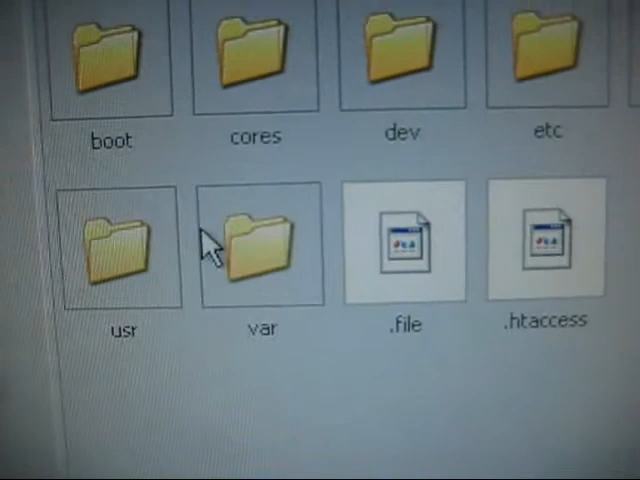 boot cores dev etc
usr var .file .htaccess